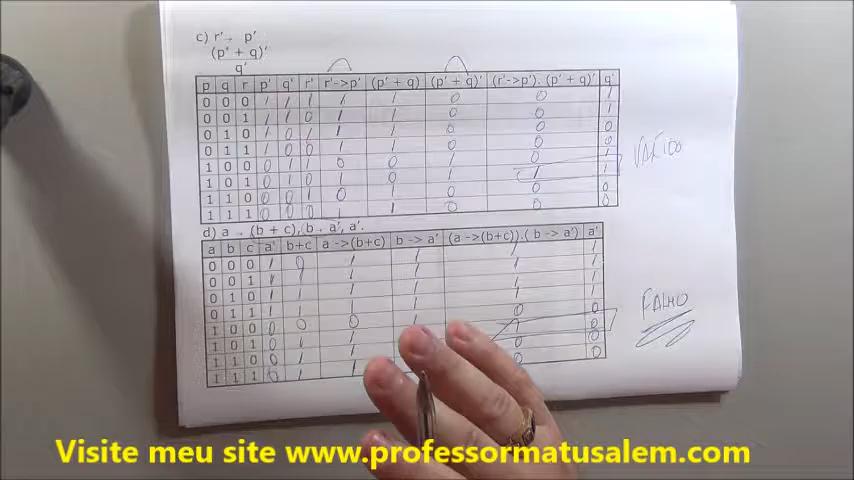 c) r'→ p'
(p' + q)'
q'
p q r p' q' r' r'->p' (p' + q) (p' + q)' (r'->p'). (p' + q)' q'
0 0 0 1 1 1 1 1 0 0 1
0 0 1 1 1 0 1 1 0 0 1
0 1 0 1 0 1 1 1 0 0 0
0 1 1 1 0 0 1 1 0 0 0
1 0 0 0 1 1 0 0 1 0 1
1 0 1 0 1 0 1 0 1 1 1
1 1 0 0 0 1 0 1 0 0 0
1 1 1 0 0 0 1 1 0 0 0
VÁLIDO
d) a → (b + c), b → a', a'.
a b c a' b+c a ->(b+c) b -> a' (a ->(b+c)).( b -> a') a'
0 0 0 1 0 1 1 1 1
0 0 1 1 1 1 1 1 1
0 1 0 1 1 1 1 1 1
0 1 1 1 1 1 1 1 1
1 0 0 0 0 0 0 0
1 0 1 0 1 1 1 0
1 1 0 0 1 1 0 0
1 1 1 0 1 1 0 0
FALHO
Visite meu site www.professormatusalem.com